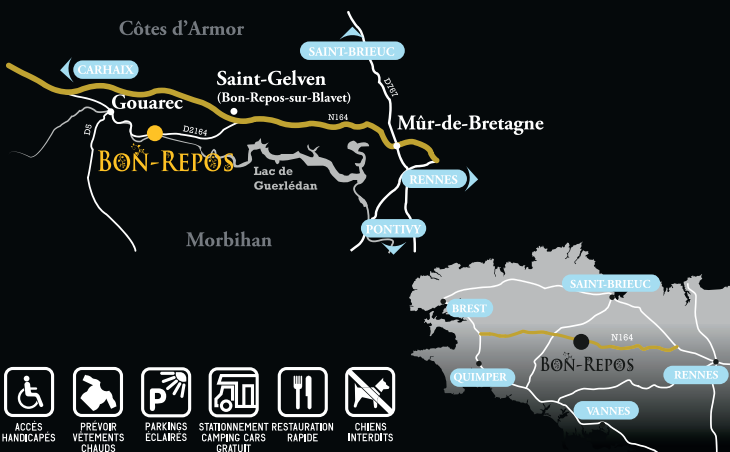 Côtes d'Armor
SAINT-BRIEUC
CARHAIX
Saint-Gelven
(Bon-Repos-sur-Blavet)
D767
Gouarec
N164
Mûr-de-Bretagne
D5
D2164
BON-REPOS
Lac de
Guerlédan
RENNES
PONTIVY
Morbihan
SAINT-BRIEUC
BREST
N164
BON-REPOS
QUIMPER
RENNES
VANNES
P
ACCÈS
HANDICAPÉS
PRÉVOIR
VÊTEMENTS
CHAUDS
PARKINGS
ÉCLAIRÉS
STATIONNEMENT
CAMPING CARS
GRATUIT
RESTAURATION
RAPIDE
CHIENS
INTERDITS